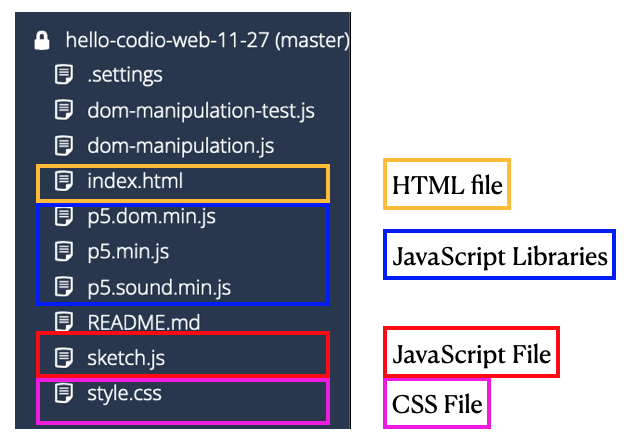 hello-codio-web-11-27 (master)
.settings
dom-manipulation-test.js
dom-manipulation.js
index.html
p5.dom.min.js
p5.min.js
p5.sound.min.js
README.md
sketch.js
style.css
HTML file
JavaScript Libraries
JavaScript File
CSS File